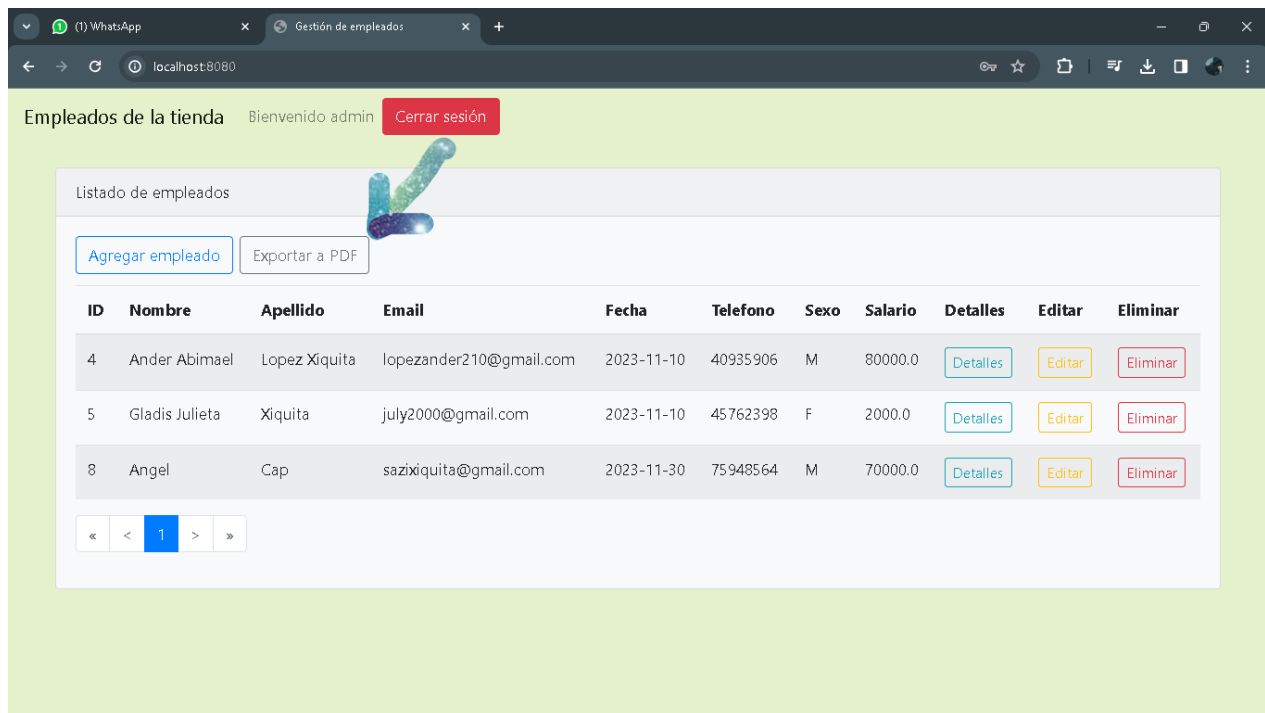 (1) WhatsApp
Gestión de empleados
localhost:8080
Empleados de la tienda Bienvenido admin Cerrar sesión
Listado de empleados
Agregar empleado Exportar a PDF
ID Nombre Apellido Email Fecha Telefono Sexo Salario Detalles Editar Eliminar
4 Ander Abimael Lopez Xiquita lopezander210@gmail.com 2023-11-10 40935906 M 80000.0 Detalles Editar Eliminar
5 Gladis Julieta Xiquita july2000@gmail.com 2023-11-10 45762398 F 2000.0 Detalles Editar Eliminar
8 Angel Cap sazixiquita@gmail.com 2023-11-30 75948564 M 70000.0 Detalles Editar Eliminar
« < 1 > »